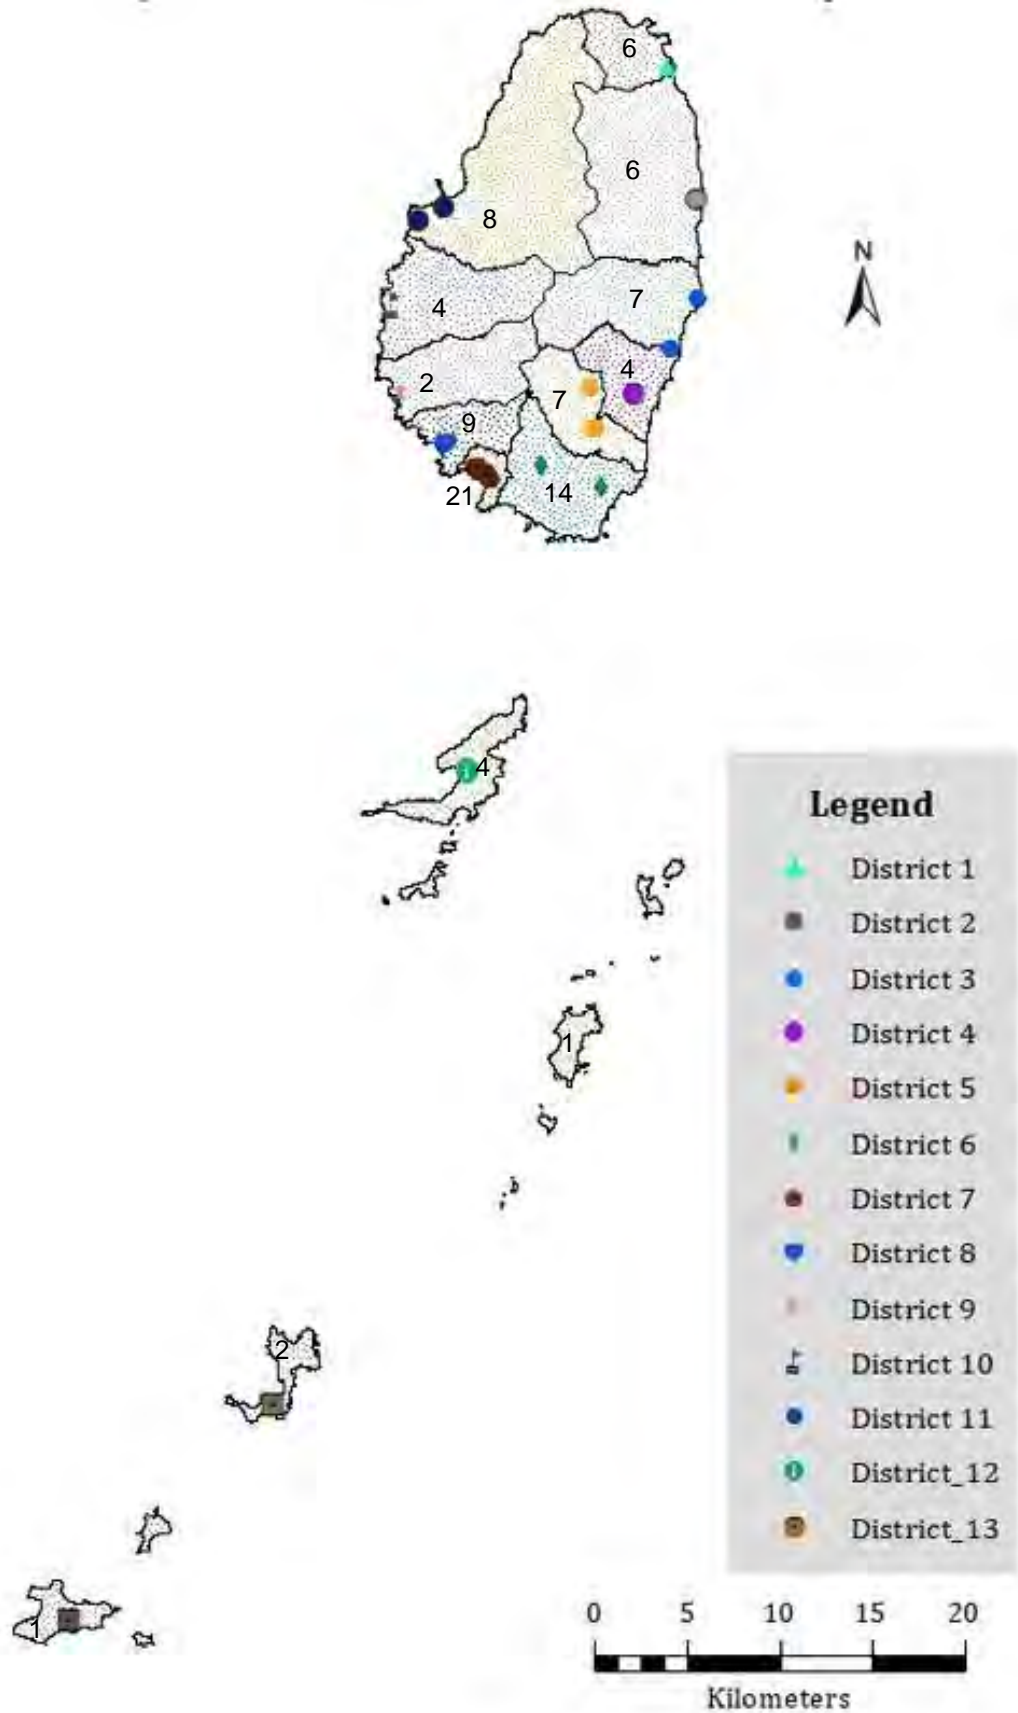 6
6
N
8
4
7
2
4
7
9
21
14
4
1
2
1
Legend
District 1
District 2
District 3
District 4
District 5
District 6
District 7
District 8
District 9
District 10
District 11
District_12
District_13
0 5 10 15 20
Kilometers